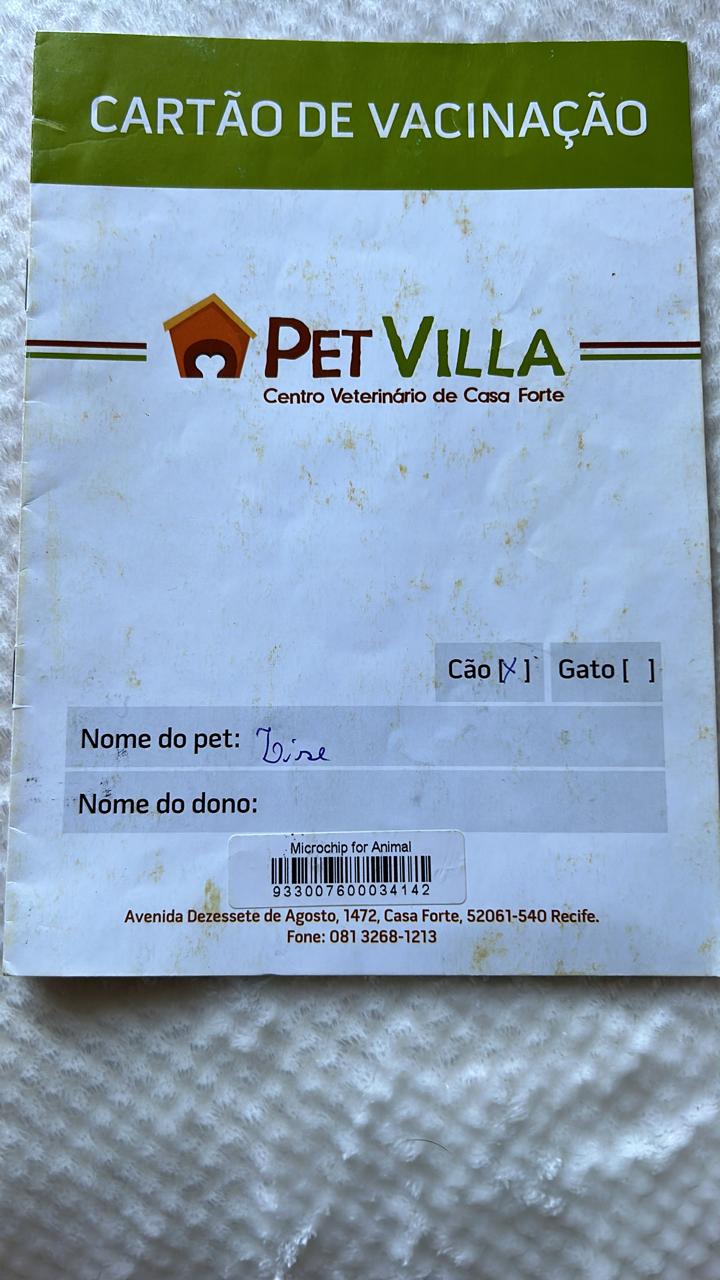 CARTÃO DE VACINAÇÃO
PET VILLA
Centro Veterinário de Casa Forte
Cão [X] Gato [ ]
Nome do pet:
Nome do dono:
Microchip for Animal
933007600034142
Avenida Dezessete de Agosto, 1472, Casa Forte, 52061-540 Recife.
Fone: 081 3268-1213